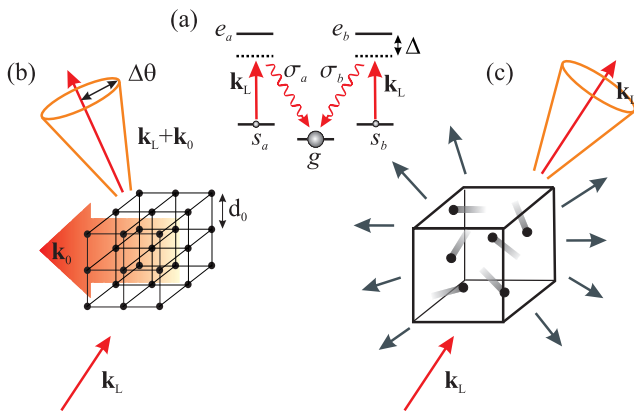 (a)
e_a e_b
Δ
k_L σ_a σ_b k_L
s_a g s_b
(b)
Δθ
k_L+k_0
d_0
k_0
k_L
(c)
k_L
k_L